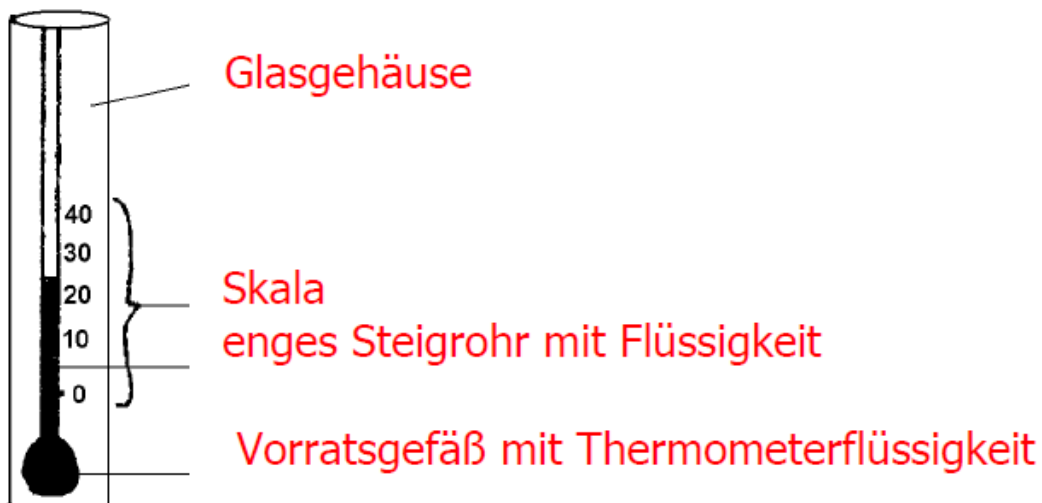 Glasgehäuse
40
30
20
10
0
Skala
enges Steigrohr mit Flüssigkeit
Vorratsgefäß mit Thermometerflüssigkeit